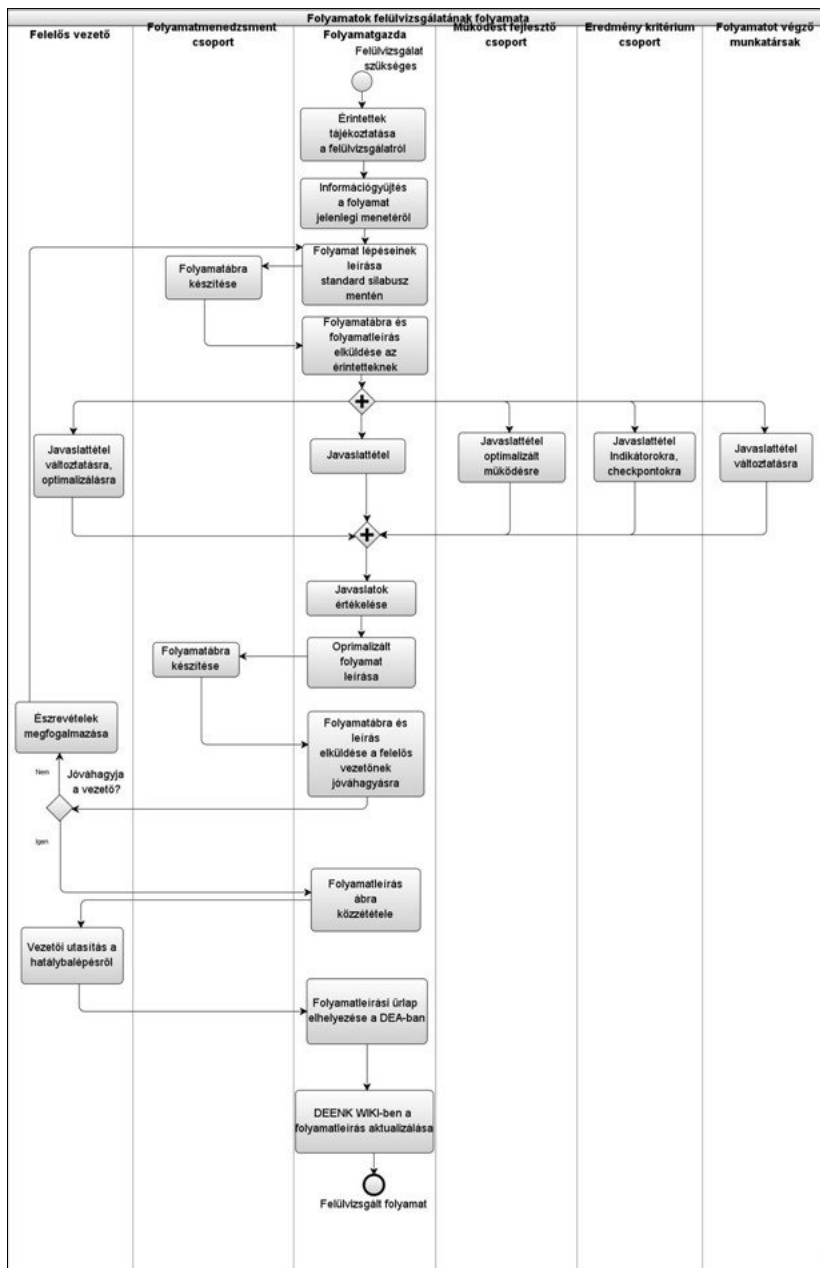 Folyamatok felülvizsgálatának folyamata
Felelős vezető
Folyamatmenedzsment
csoport
Folyamatgazda
Működést fejlesztő
csoport
Eredmény kritérium
csoport
Folyamatot végző
munkatársak
Felülvizsgálat
szükséges
Érintettek
tájékoztatása
a felülvizsgálatról
Információgyűjtés
a folyamat
jelenlegi menetéről
Folyamat lépéseinek
leírása
standard silabusz
mentén
Folyamatábra
készítése
Folyamatábra és
folyamatleírás
elküldése az
érintetteknek
Javaslattétel
változtatásra,
optimalizálásra
Javaslattétel
Javaslattétel
optimalizált
működésre
Javaslattétel
Indikátorokra,
checkpontokra
Javaslattétel
változtatásra
Javaslatok
értékelése
Oprimalizált
folyamat
leírása
Folyamatábra
készítése
Folyamatábra és
leírás
elküldése a felelős
vezetőnek
jóváhagyásra
Észrevételek
megfogalmazása
Nem
Jóváhagyja
a vezető?
Igen
Folyamatleírás
ábra
közzététele
Vezetői utasítás a
hatálybalépésről
Folyamatleírási űrlap
elhelyezése a DEA-ban
DEENK WIKI-ben a
folyamatleírás aktualizálása
Felülvizsgált folyamat